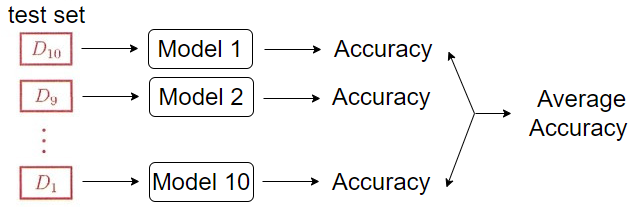 test set
D10 Model 1 Accuracy
D9 Model 2 Accuracy
Average
Accuracy
⋮
D1 Model 10 Accuracy